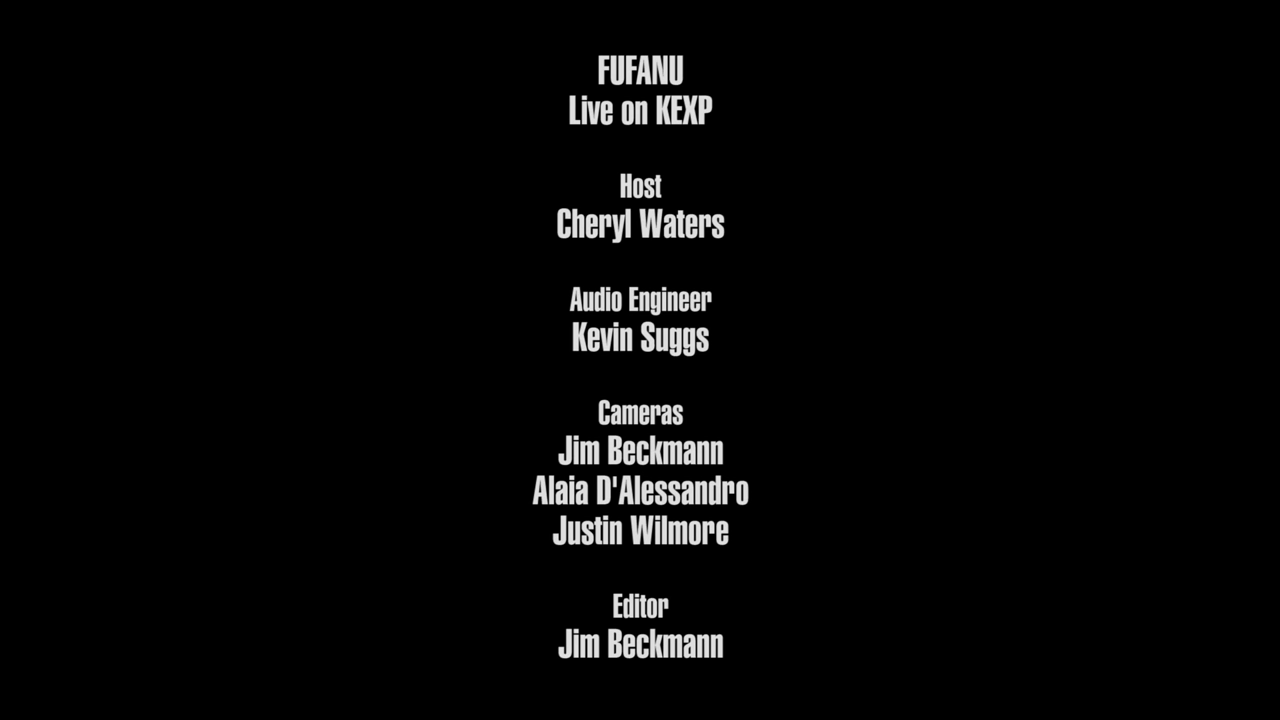 FUFANU
Live on KEXP
Host
Cheryl Waters
Audio Engineer
Kevin Suggs
Cameras
Jim Beckmann
Alaia D'Alessandro
Justin Wilmore
Editor
Jim Beckmann